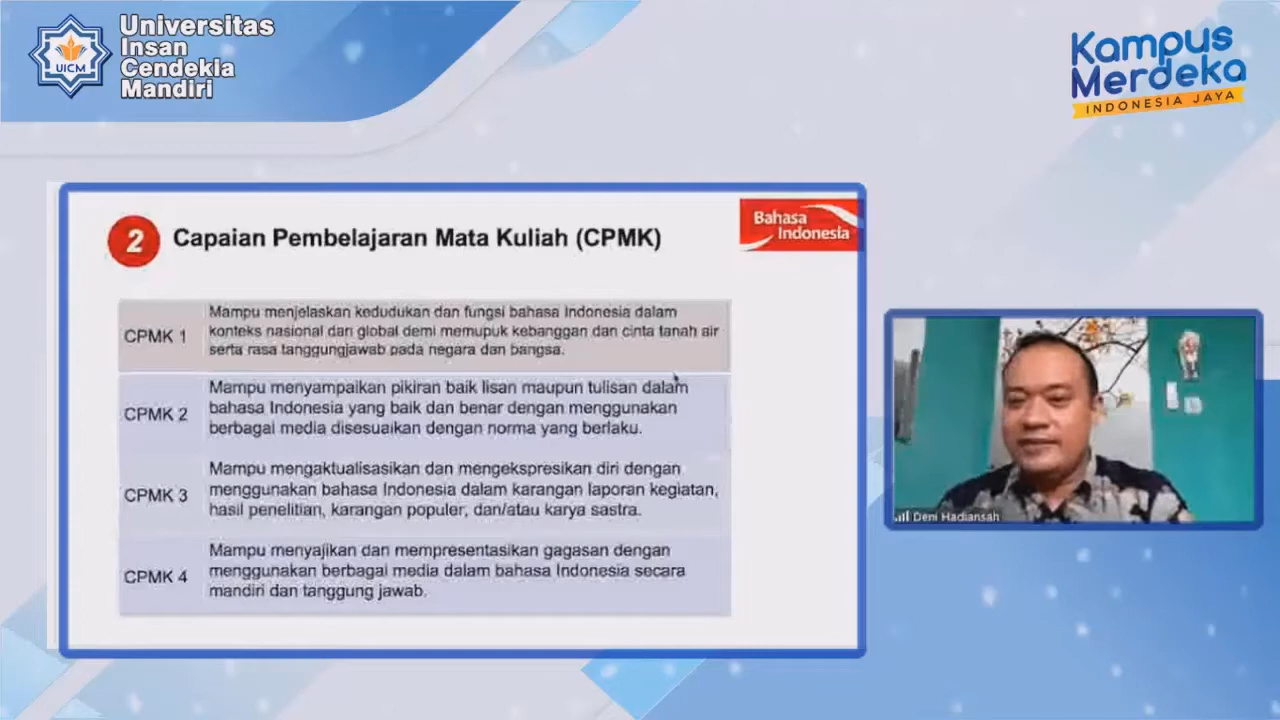 Universitas
Insan
Cendekia
Mandiri
UICM
Kampus
Merdeka
INDONESIA JAYA
2
Capaian Pembelajaran Mata Kuliah (CPMK)
Bahasa
Indonesia
CPMK 1
Mampu menjelaskan kedudukan dan fungsi bahasa Indonesia dalam
konteks nasional dan global demi memupuk kebanggan dan cinta tanah air
serta rasa tanggungjawab pada negara dan bangsa.
CPMK 2
Mampu menyampaikan pikiran baik lisan maupun tulisan dalam
bahasa Indonesia yang baik dan benar dengan menggunakan
berbagai media disesuaikan dengan norma yang berlaku.
CPMK 3
Mampu mengaktualisasikan dan mengekspresikan diri dengan
menggunakan bahasa Indonesia dalam karangan laporan kegiatan,
hasil penelitian, karangan populer, dan/atau karya sastra.
CPMK 4
Mampu menyajikan dan mempresentasikan gagasan dengan
menggunakan berbagai media dalam bahasa Indonesia secara
mandiri dan tanggung jawab.
Deni Hadiansah